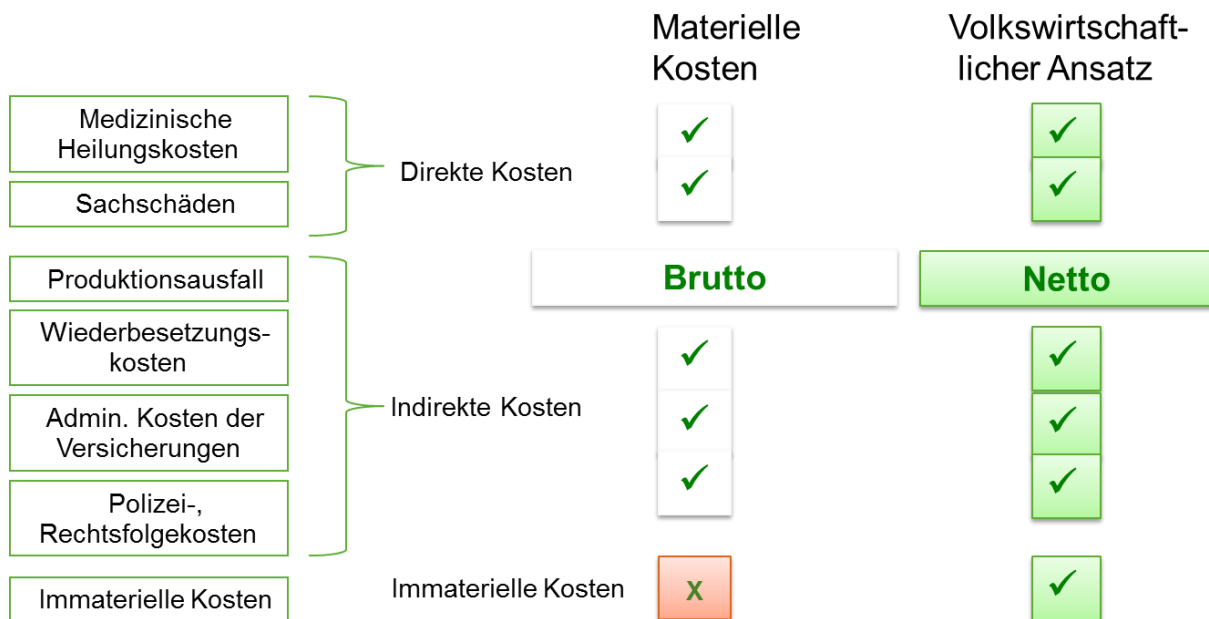 Materielle
Kosten
Volkswirtschaft-
licher Ansatz
Medizinische
Heilungskosten
Sachschäden
Direkte Kosten
✓
✓
✓
✓
Produktionsausfall
Brutto
Netto
Wiederbesetzungs-
kosten
Admin. Kosten der
Versicherungen
Polizei-,
Rechtsfolgekosten
Indirekte Kosten
✓
✓
✓
✓
✓
✓
Immaterielle Kosten
Immaterielle Kosten
x
✓